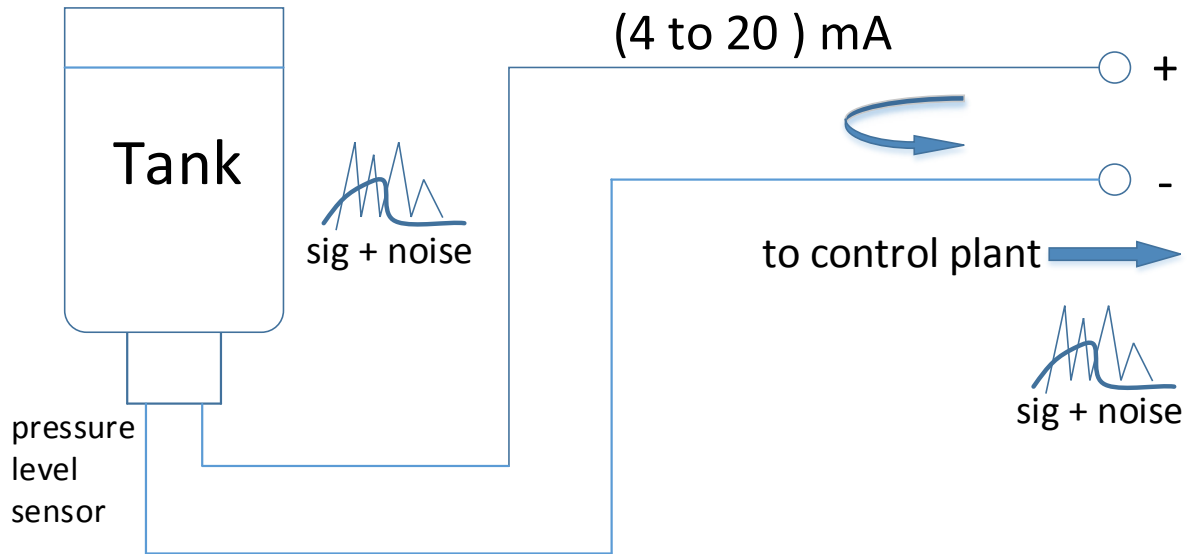 (4 to 20 ) mA
+
Tank
-
sig + noise
to control plant
sig + noise
pressure
level
sensor